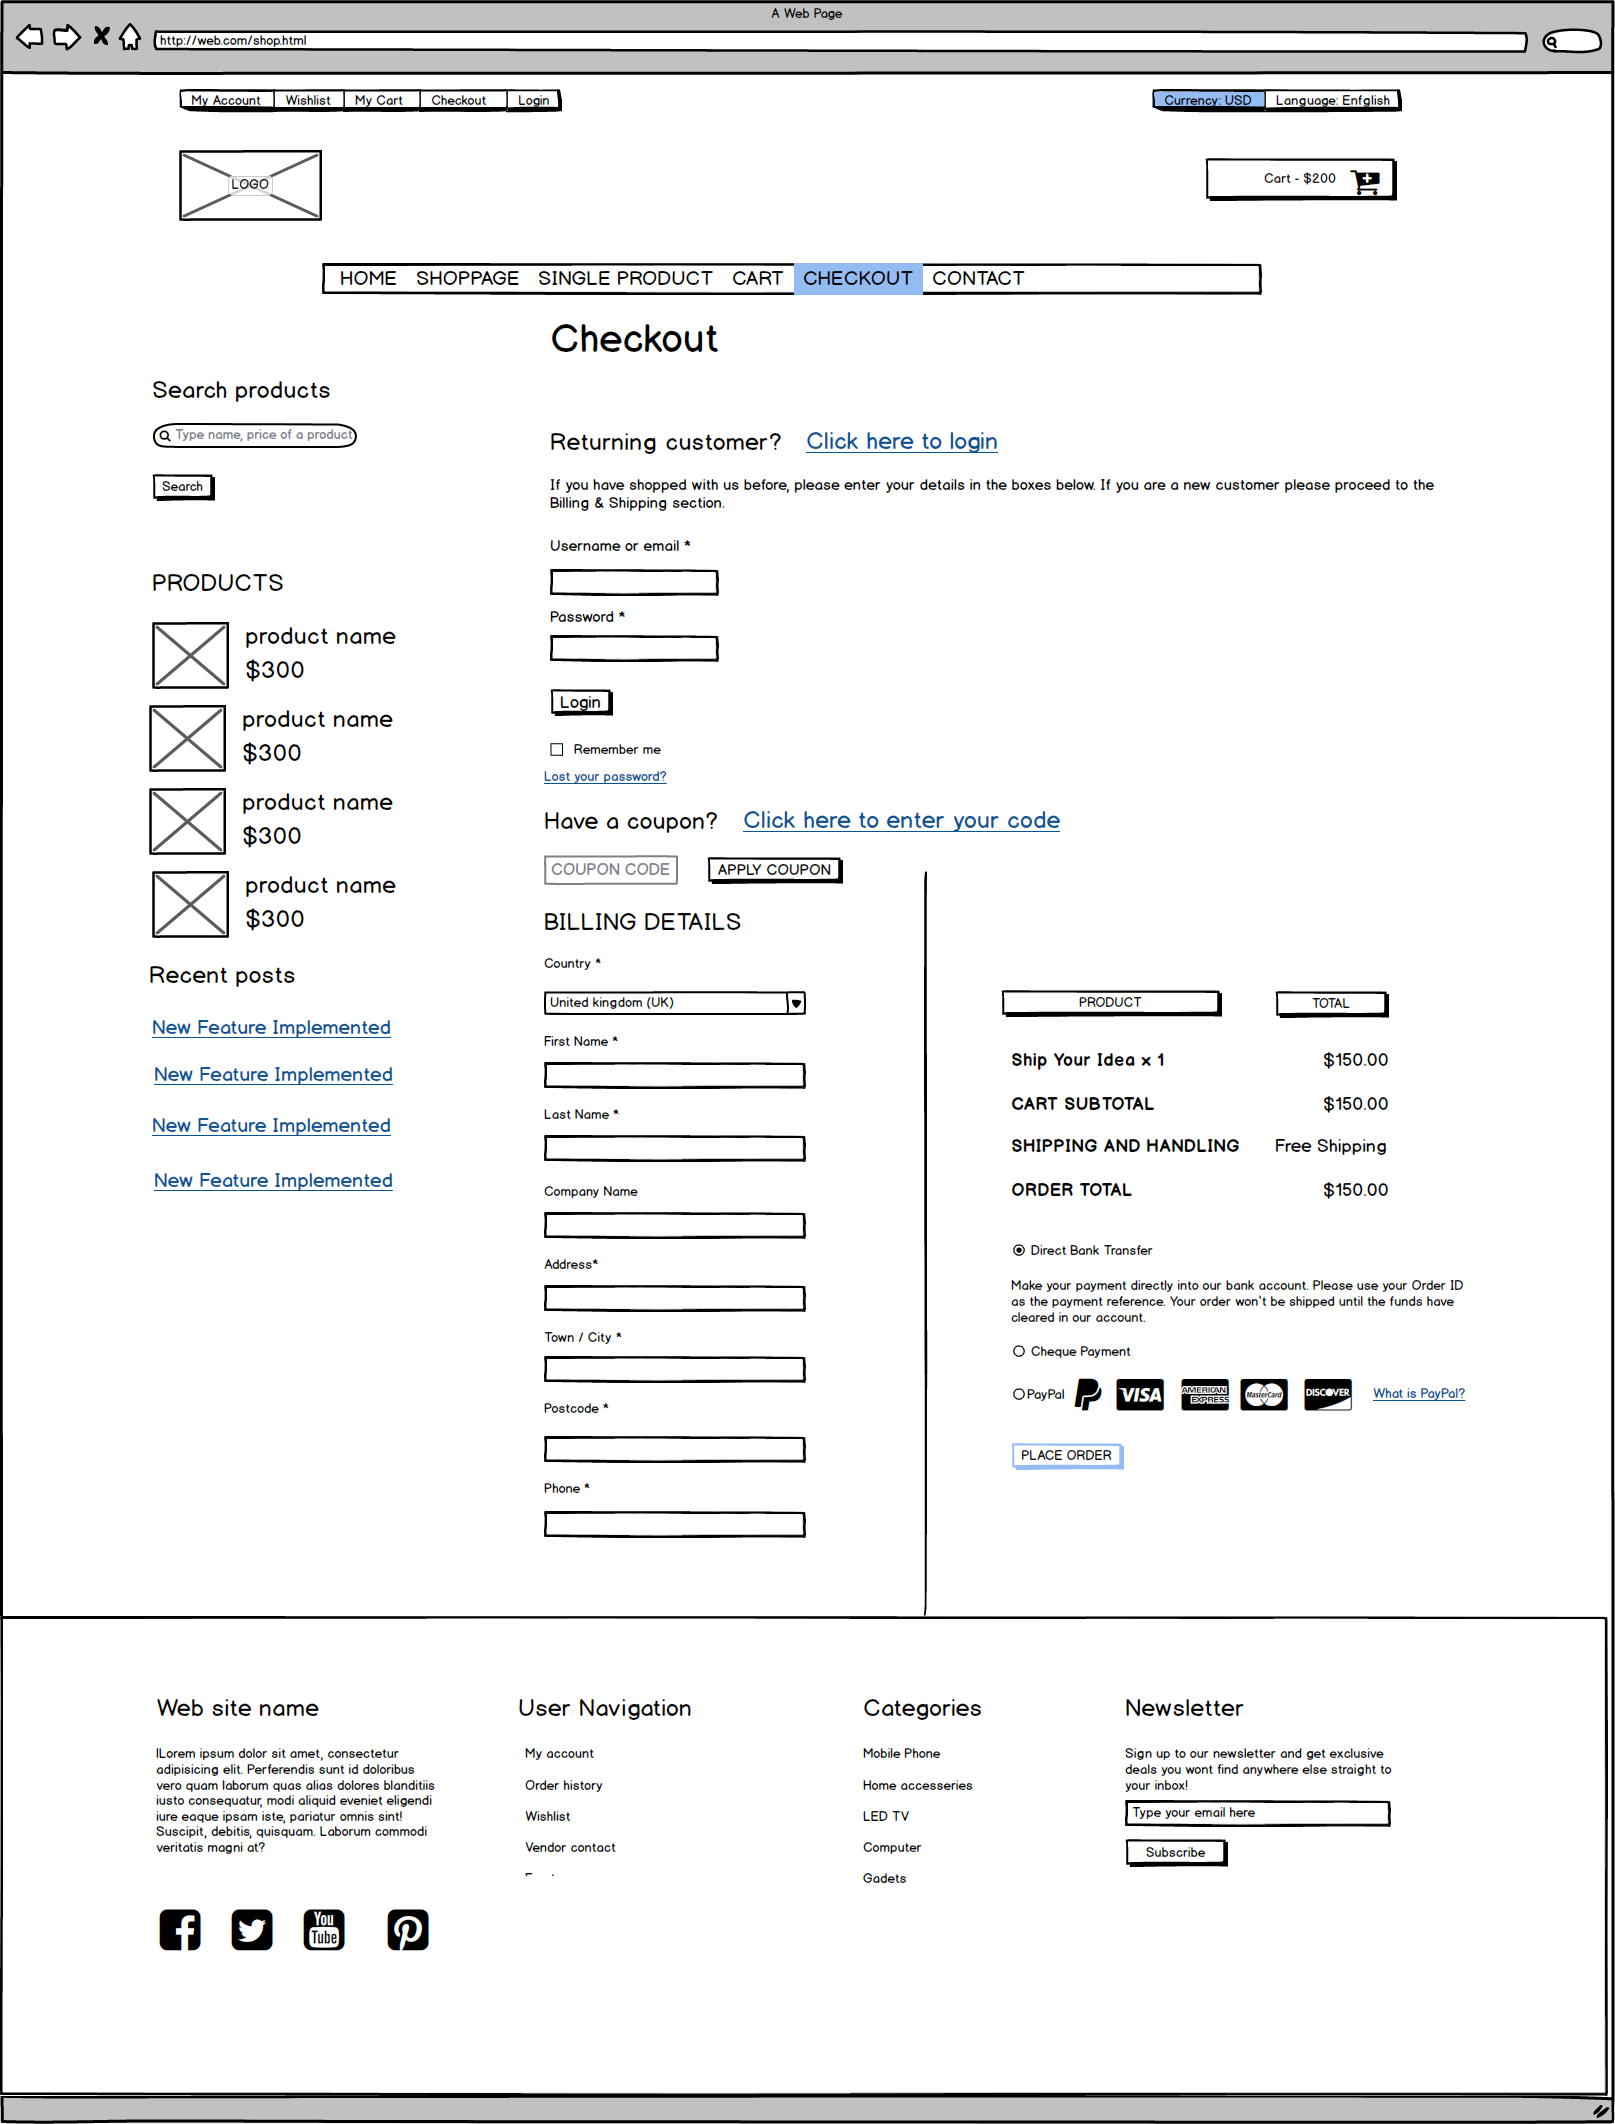 A Web Page
http://web.com/shop.html
My Account Wishlist My Cart Checkout Login
Currency: USD Language: Enfglish
LOGO
Cart - $200
HOME SHOPPAGE SINGLE PRODUCT CART CHECKOUT CONTACT
Checkout
Search products
Type name, price of a product
Search
PRODUCTS
product name
$300
product name
$300
product name
$300
product name
$300
Recent posts
New Feature Implemented
New Feature Implemented
New Feature Implemented
New Feature Implemented
Returning customer? Click here to login
If you have shopped with us before, please enter your details in the boxes below. If you are a new customer please proceed to the
Billing & Shipping section.
Username or email *
Password *
Login
Remember me
Lost your password?
Have a coupon? Click here to enter your code
COUPON CODE APPLY COUPON
BILLING DETAILS
Country *
United kingdom (UK)
First Name *
Last Name *
Company Name
Address*
Town / City *
Postcode *
Phone *
PRODUCT TOTAL
Ship Your Idea x 1 $150.00
CART SUBTOTAL $150.00
SHIPPING AND HANDLING Free Shipping
ORDER TOTAL $150.00
Direct Bank Transfer
Make your payment directly into our bank account. Please use your Order ID
as the payment reference. Your order won't be shipped until the funds have
cleared in our account.
Cheque Payment
PayPal VISA AMERICAN EXPRESS MasterCard DISCOVER What is PayPal?
PLACE ORDER
Web site name
lLorem ipsum dolor sit amet, consectetur
adipisicing elit. Perferendis sunt id doloribus
vero quam laborum quas alias dolores blanditiis
iusto consequatur, modi aliquid eveniet eligendi
iure eaque ipsam iste, pariatur omnis sint!
Suscipit, debitis, quisquam. Laborum commodi
veritatis magni at?
You Tube
User Navigation
My account
Order history
Wishlist
Vendor contact
Categories
Mobile Phone
Home accesseries
LED TV
Computer
Gadets
Newsletter
Sign up to our newsletter and get exclusive
deals you wont find anywhere else straight to
your inbox!
Type your email here
Subscribe